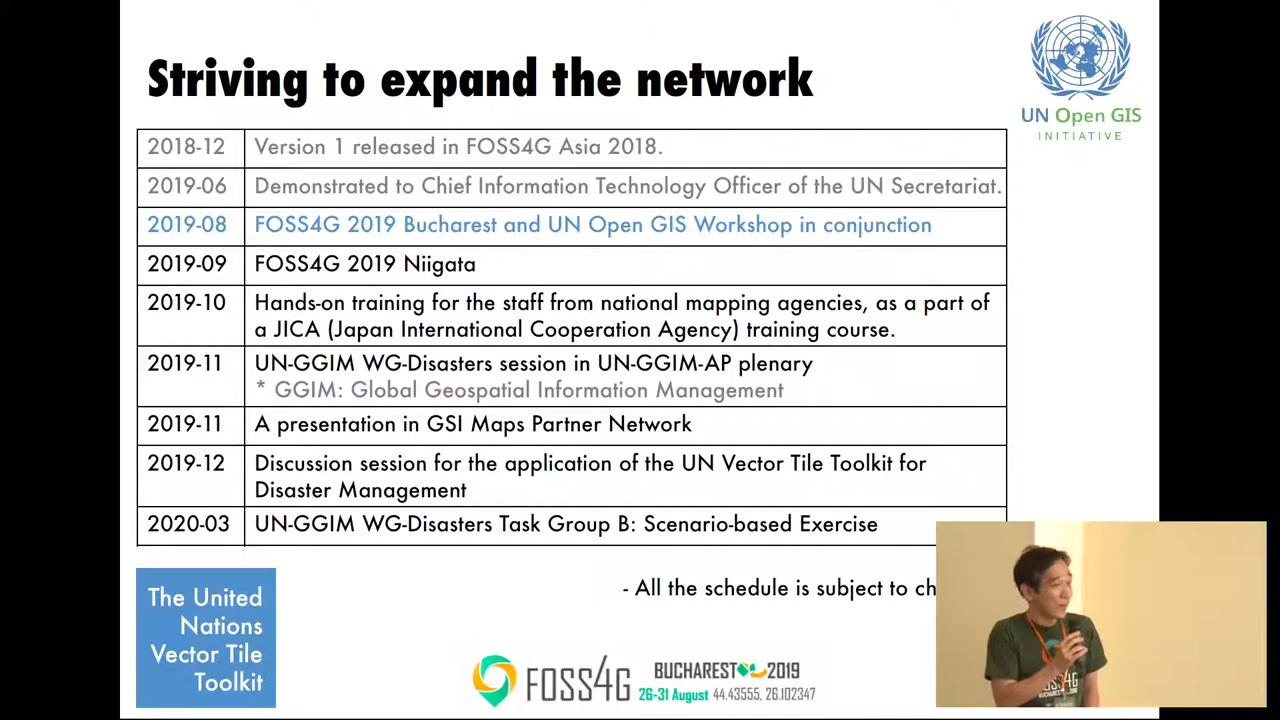 Striving to expand the network
UN Open GIS
INITIATIVE
2018-12 Version 1 released in FOSS4G Asia 2018.
2019-06 Demonstrated to Chief Information Technology Officer of the UN Secretariat.
2019-08 FOSS4G 2019 Bucharest and UN Open GIS Workshop in conjunction
2019-09 FOSS4G 2019 Niigata
2019-10 Hands-on training for the staff from national mapping agencies, as a part of
a JICA (Japan International Cooperation Agency) training course.
2019-11 UN-GGIM WG-Disasters session in UN-GGIM-AP plenary
* GGIM: Global Geospatial Information Management
2019-11 A presentation in GSI Maps Partner Network
2019-12 Discussion session for the application of the UN Vector Tile Toolkit for
Disaster Management
2020-03 UN-GGIM WG-Disasters Task Group B: Scenario-based Exercise
- All the schedule is subject to
The United
Nations
Vector Tile
Toolkit
FOSS4G
BUCHAREST 2019
26-31 August 44.43555, 26.102347
FOSS4G